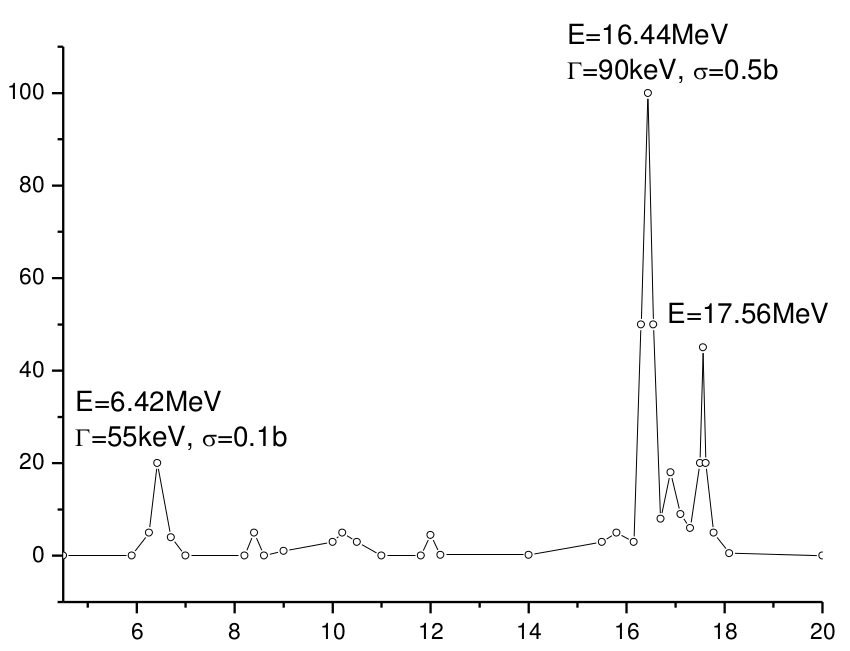 E=16.44MeV
Γ=90keV, σ=0.5b
100
80
60
E=17.56MeV
40
E=6.42MeV
Γ=55keV, σ=0.1b
20
0
6 8 10 12 14 16 18 20